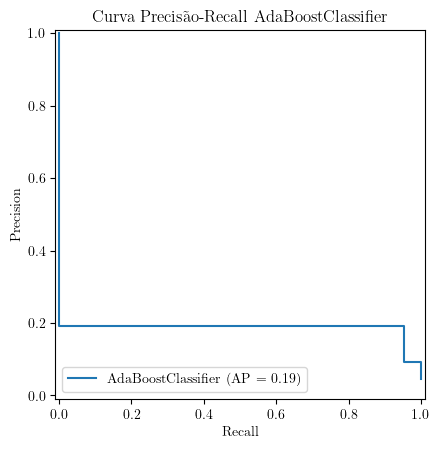 Curva Precisão-Recall AdaBoostClassifier
1.0
0.8
0.6
0.4
0.2
0.0
Precision
AdaBoostClassifier (AP = 0.19)
0.0 0.2 0.4 0.6 0.8 1.0
Recall